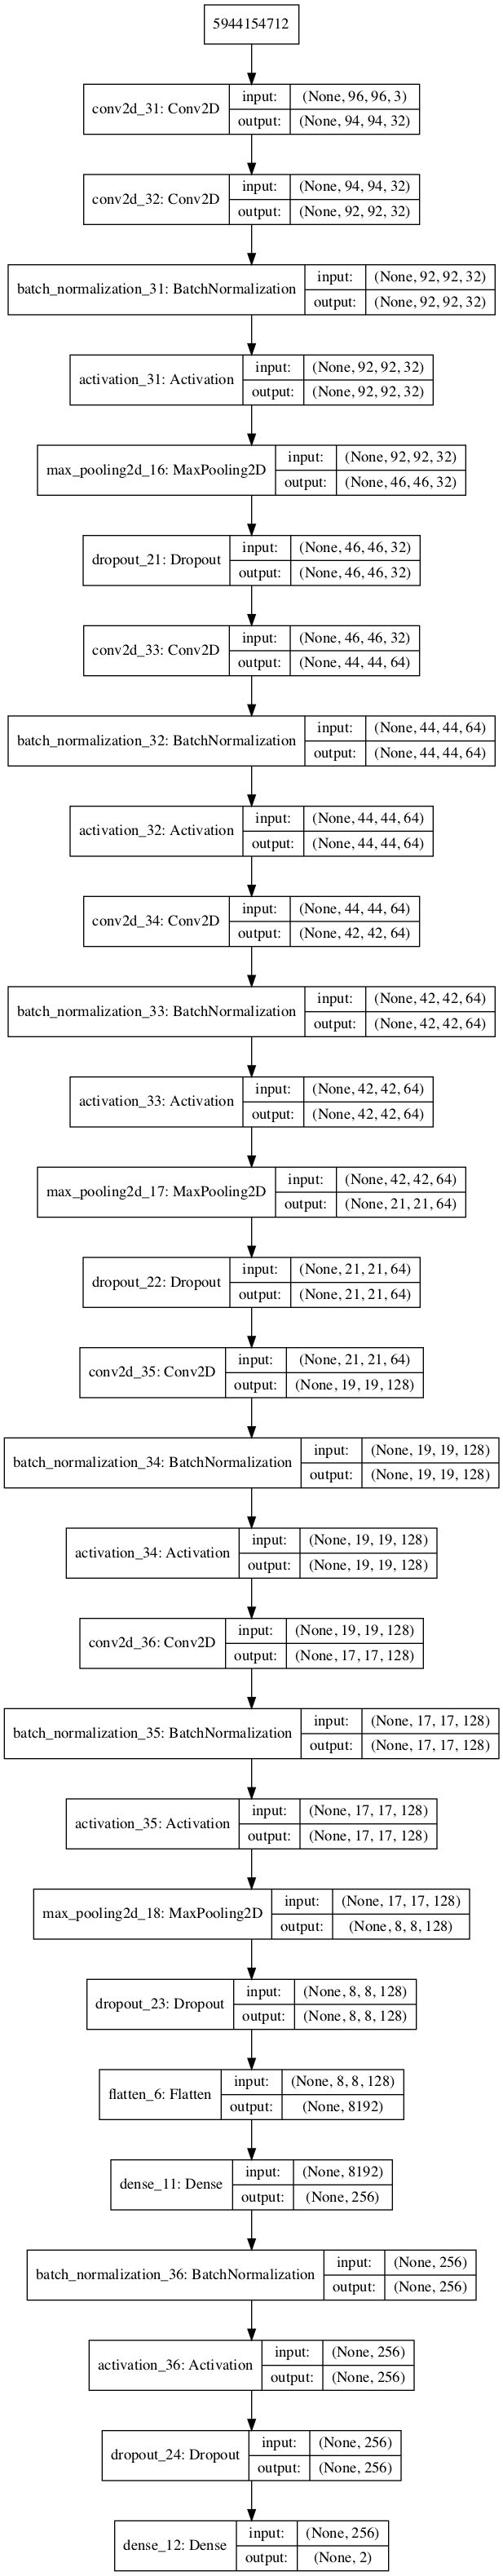 5944154712
conv2d_31: Conv2D
input:
(None, 96, 96, 3)
output:
(None, 94, 94, 32)
conv2d_32: Conv2D
input:
(None, 94, 94, 32)
output:
(None, 92, 92, 32)
batch_normalization_31: BatchNormalization
input:
(None, 92, 92, 32)
output:
(None, 92, 92, 32)
activation_31: Activation
input:
(None, 92, 92, 32)
output:
(None, 92, 92, 32)
max_pooling2d_16: MaxPooling2D
input:
(None, 92, 92, 32)
output:
(None, 46, 46, 32)
dropout_21: Dropout
input:
(None, 46, 46, 32)
output:
(None, 46, 46, 32)
conv2d_33: Conv2D
input:
(None, 46, 46, 32)
output:
(None, 44, 44, 64)
batch_normalization_32: BatchNormalization
input:
(None, 44, 44, 64)
output:
(None, 44, 44, 64)
activation_32: Activation
input:
(None, 44, 44, 64)
output:
(None, 44, 44, 64)
conv2d_34: Conv2D
input:
(None, 44, 44, 64)
output:
(None, 42, 42, 64)
batch_normalization_33: BatchNormalization
input:
(None, 42, 42, 64)
output:
(None, 42, 42, 64)
activation_33: Activation
input:
(None, 42, 42, 64)
output:
(None, 42, 42, 64)
max_pooling2d_17: MaxPooling2D
input:
(None, 42, 42, 64)
output:
(None, 21, 21, 64)
dropout_22: Dropout
input:
(None, 21, 21, 64)
output:
(None, 21, 21, 64)
conv2d_35: Conv2D
input:
(None, 21, 21, 64)
output:
(None, 19, 19, 128)
batch_normalization_34: BatchNormalization
input:
(None, 19, 19, 128)
output:
(None, 19, 19, 128)
activation_34: Activation
input:
(None, 19, 19, 128)
output:
(None, 19, 19, 128)
conv2d_36: Conv2D
input:
(None, 19, 19, 128)
output:
(None, 17, 17, 128)
batch_normalization_35: BatchNormalization
input:
(None, 17, 17, 128)
output:
(None, 17, 17, 128)
activation_35: Activation
input:
(None, 17, 17, 128)
output:
(None, 17, 17, 128)
max_pooling2d_18: MaxPooling2D
input:
(None, 17, 17, 128)
output:
(None, 8, 8, 128)
dropout_23: Dropout
input:
(None, 8, 8, 128)
output:
(None, 8, 8, 128)
flatten_6: Flatten
input:
(None, 8, 8, 128)
output:
(None, 8192)
dense_11: Dense
input:
(None, 8192)
output:
(None, 256)
batch_normalization_36: BatchNormalization
input:
(None, 256)
output:
(None, 256)
activation_36: Activation
input:
(None, 256)
output:
(None, 256)
dropout_24: Dropout
input:
(None, 256)
output:
(None, 256)
dense_12: Dense
input:
(None, 256)
output:
(None, 2)